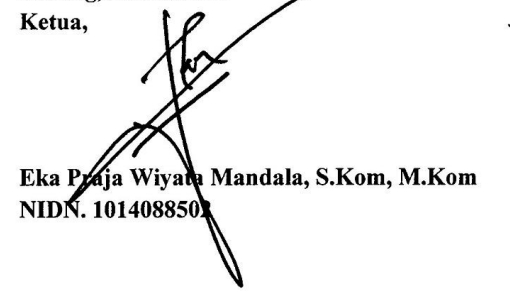 Ketua,
Eka Praja Wiyata Mandala, S.Kom, M.Kom
NIDN. 1014088502